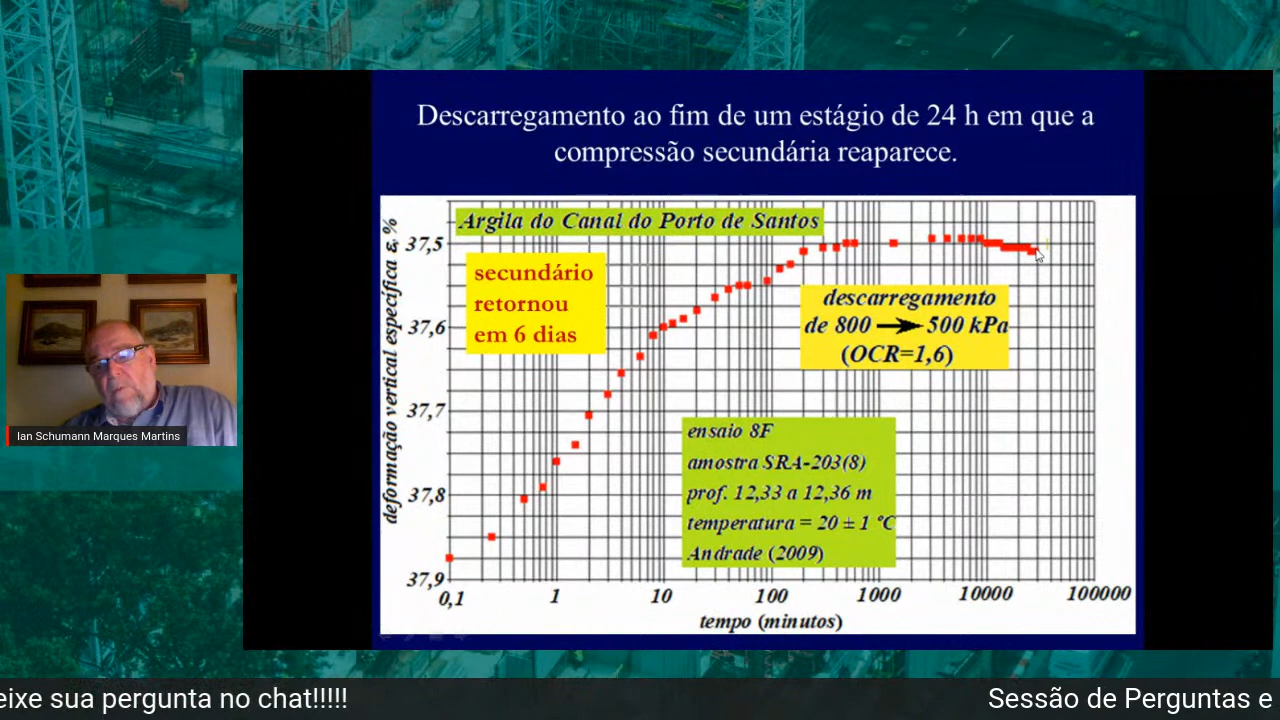 Descarregamento ao fim de um estágio de 24 h em que a
compressão secundária reaparece.
Argila do Canal do Porto de Santos
deformação vertical específica ε, %
37,5
37,6
37,7
37,8
37,9
secundário
retornou
em 6 dias
descarregamento
de 800 → 500 kPa
(OCR=1,6)
ensaio 8F
amostra SRA-203(8)
prof. 12,33 a 12,36 m
temperatura = 20 ± 1 °C
Andrade (2009)
0,1 1 10 100 1000 10000 100000
tempo (minutos)
Ian Schumann Marques Martins
eixe sua pergunta no chat!!!!! Sessão de Perguntas e